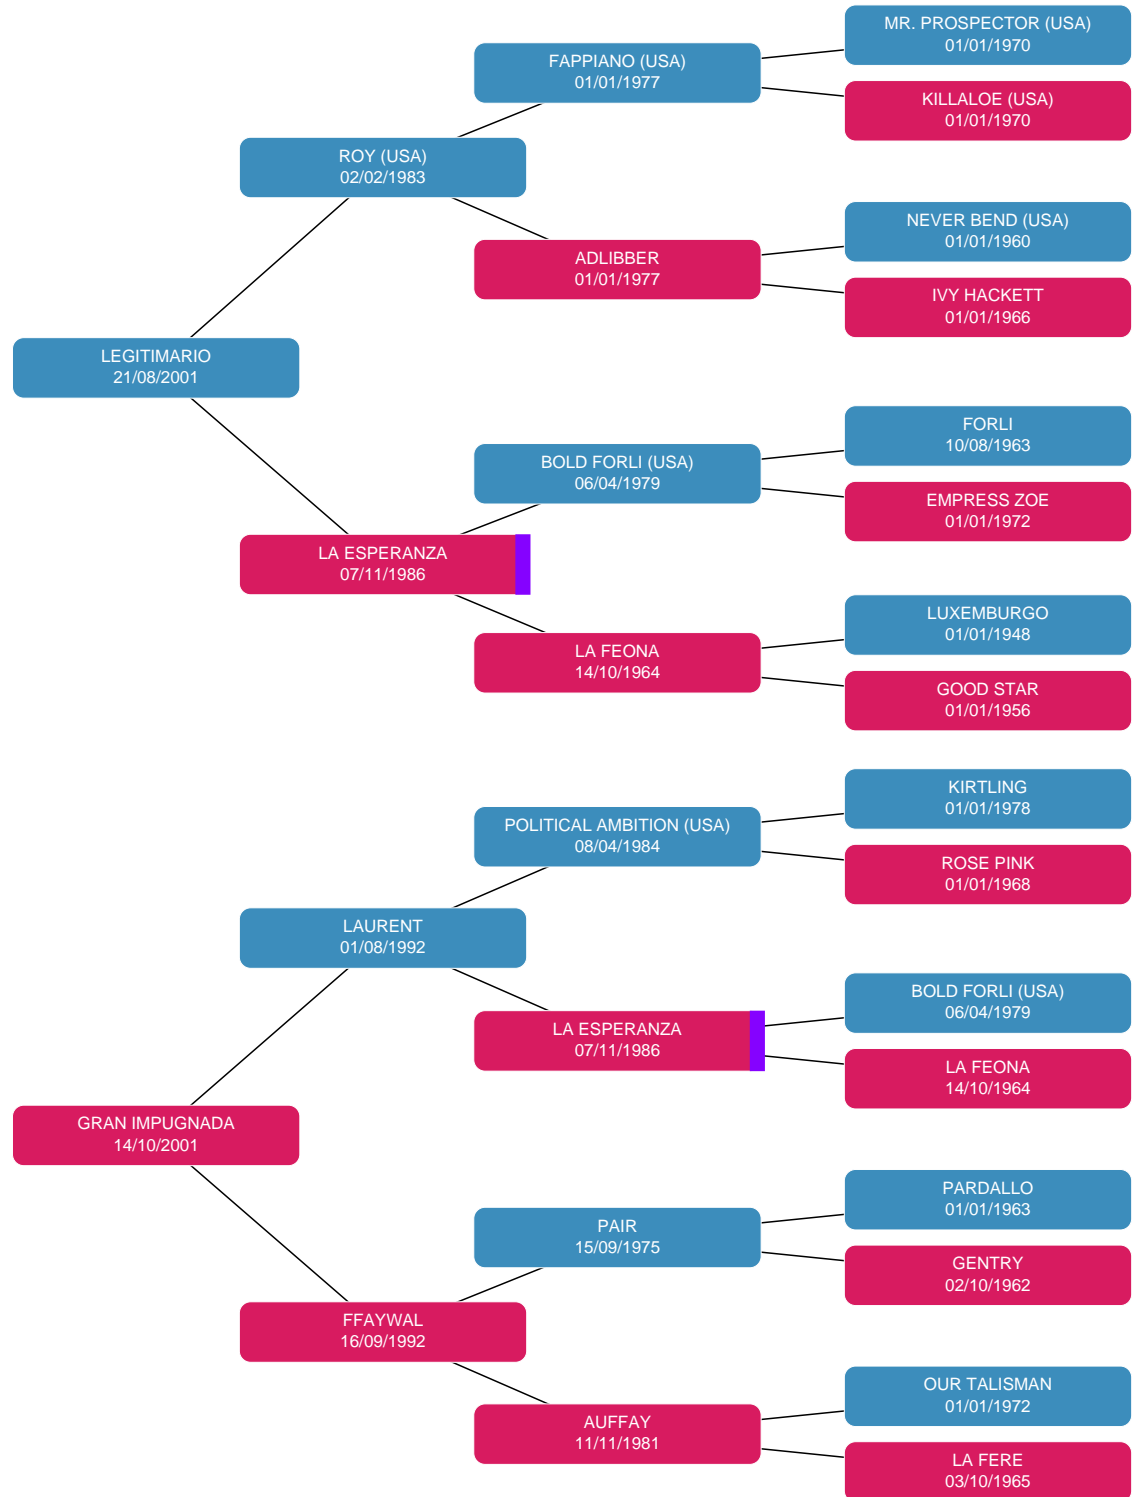 MR. PROSPECTOR (USA)
01/01/1970
FAPPIANO (USA)
01/01/1977
KILLALOE (USA)
01/01/1970
ROY (USA)
02/02/1983
NEVER BEND (USA)
01/01/1960
ADLIBBER
01/01/1977
IVY HACKETT
01/01/1966
LEGITIMARIO
21/08/2001
FORLI
10/08/1963
BOLD FORLI (USA)
06/04/1979
EMPRESS ZOE
01/01/1972
LA ESPERANZA
07/11/1986
LUXEMBURGO
01/01/1948
LA FEONA
14/10/1964
GOOD STAR
01/01/1956
KIRTLING
01/01/1978
POLITICAL AMBITION (USA)
08/04/1984
ROSE PINK
01/01/1968
LAURENT
01/08/1992
BOLD FORLI (USA)
06/04/1979
LA ESPERANZA
07/11/1986
LA FEONA
14/10/1964
GRAN IMPUGNADA
14/10/2001
PARDALLO
01/01/1963
PAIR
15/09/1975
GENTRY
02/10/1962
FFAYWAL
16/09/1992
OUR TALISMAN
01/01/1972
AUFFAY
11/11/1981
LA FERE
03/10/1965